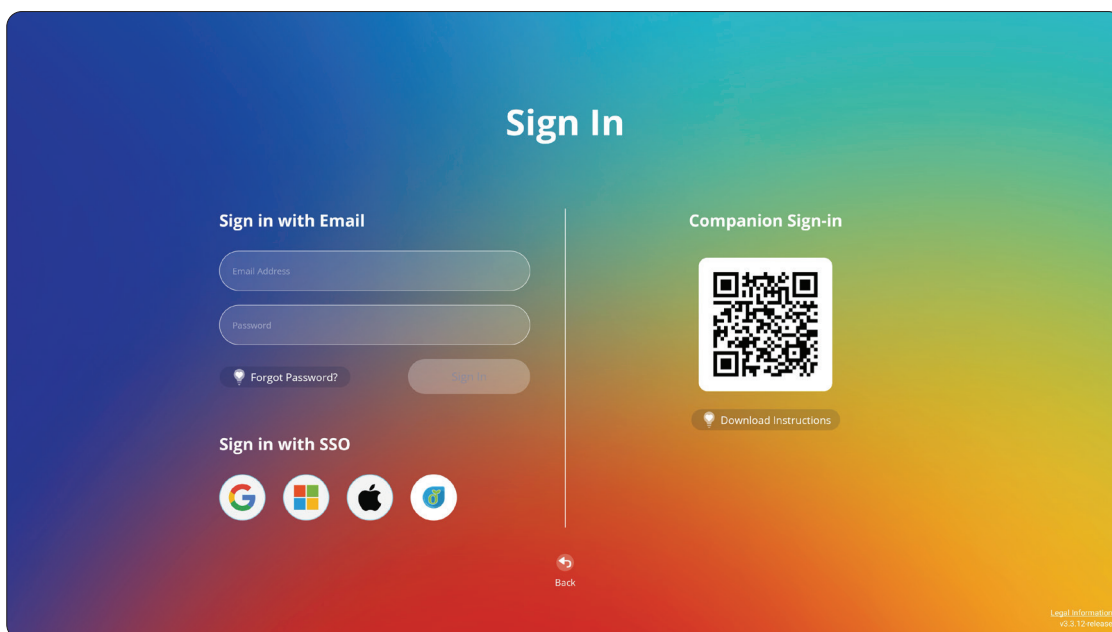 Sign In
Sign in with Email
Email Address
Password
Forgot Password?
Sign In
Sign in with SSO
Companion Sign-in
Download Instructions
Back
Legal Information
v3.3.12-release